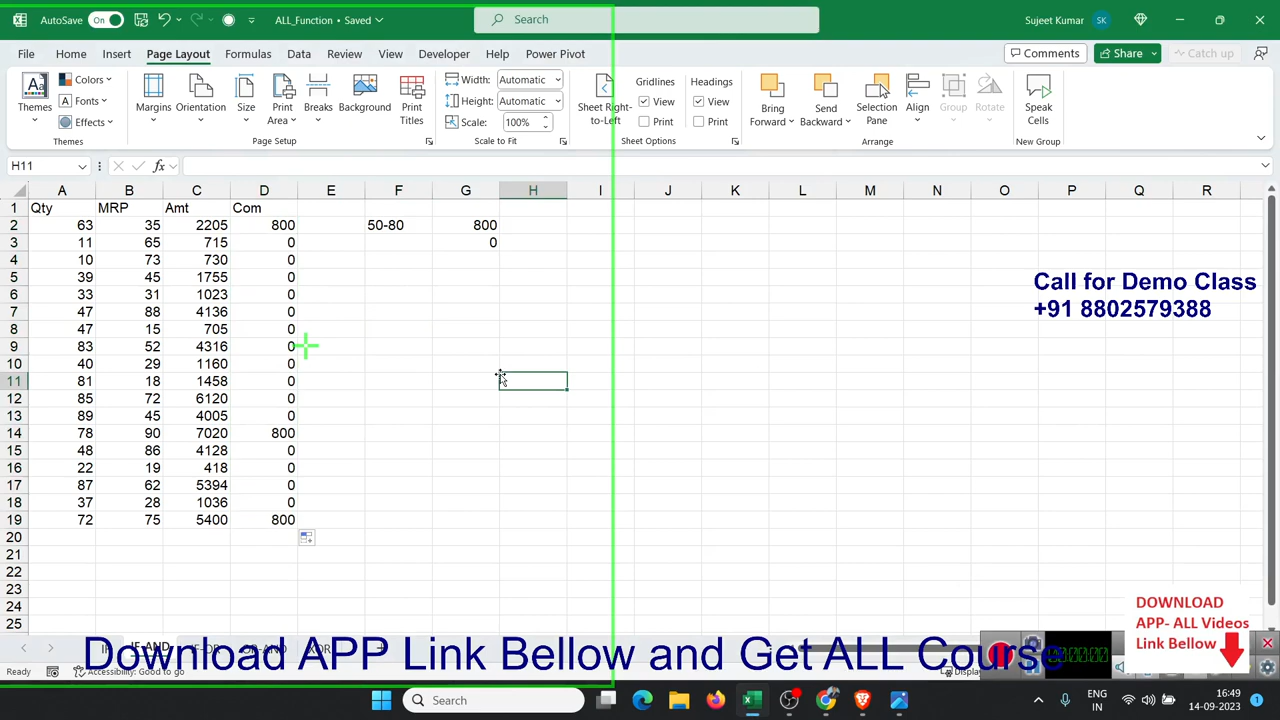 AutoSave On ALL_Function • Saved Search Sujeet Kumar SK
File Home Insert Page Layout Formulas Data Review View Developer Help Power Pivot Comments Share Catch up
Themes Colors Fonts Effects Margins Orientation Size Print Area Breaks Background Print Titles Width: Automatic Height: Automatic Scale: 100% Sheet Right-to-Left Gridlines View Print Headings View Print Bring Forward Send Backward Selection Pane Align Group Rotate Speak Cells
Themes Page Setup Scale to Fit Sheet Options Arrange New Group
H11 fx
A B C D E F G H I J K L M N O P Q R
1 Qty MRP Amt Com
2 63 35 2205 800 50-80 800
3 11 65 715 0 0
4 10 73 730 0
5 39 45 1755 0
6 33 31 1023 0
7 47 88 4136 0
8 47 15 705 0
9 83 52 4316 0
10 40 29 1160 0
11 81 18 1458 0
12 85 72 6120 0
13 89 45 4005 0
14 78 90 7020 800
15 48 86 4128 0
16 22 19 418 0
17 87 62 5394 0
18 37 28 1036 0
19 72 75 5400 800
20
21
22
23
24
25
Call for Demo Class
+91 8802579388
DOWNLOAD
APP- ALL Videos
Link Bellow
Download APP Link Bellow and Get ALL Course
Ready Accessibility: Good to go
Search
ENG
IN
16:49
14-09-2023